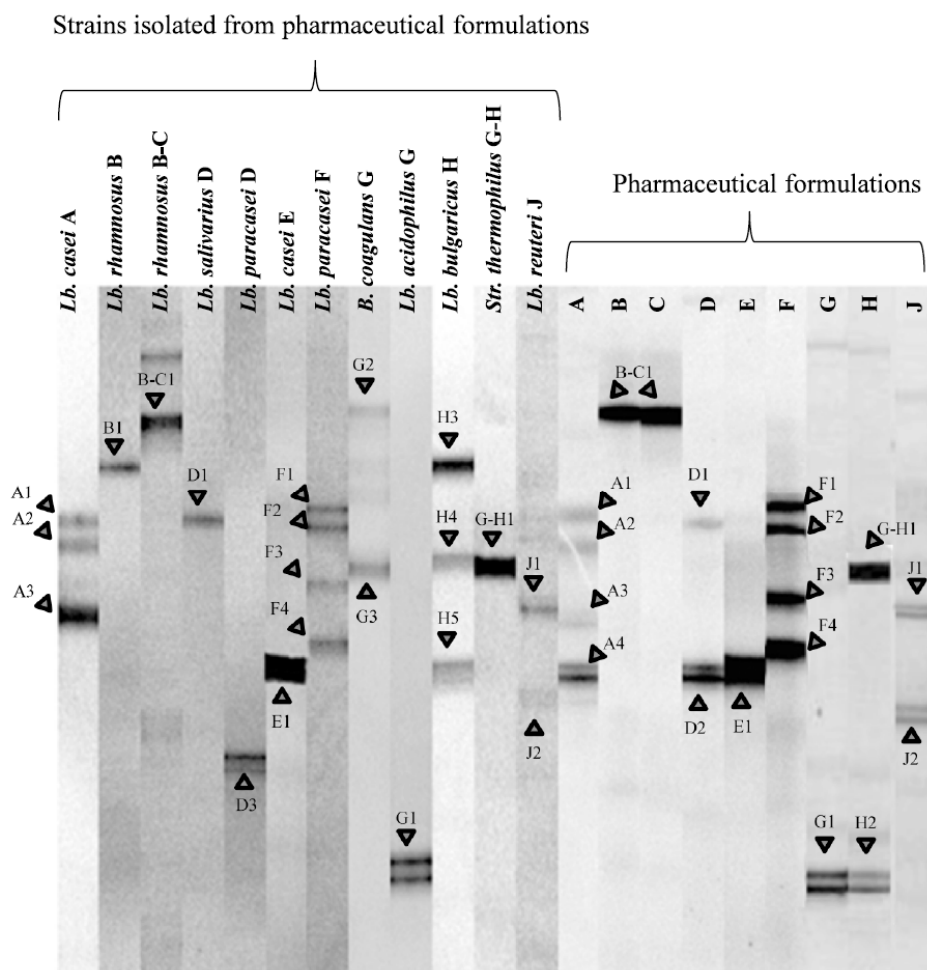 Strains isolated from pharmaceutical formulations
Pharmaceutical formulations
Lb. casei A
Lb. rhamnosus B
Lb. rhamnosus B-C
Lb. salivarius D
Lb. paracasei D
Lb. casei E
Lb. paracasei F
B. coagulans G
Lb. acidophilus G
Lb. bulgaricus H
Str. thermophilus G-H
Lb. reuteri J
A
B
C
D
E
F
G
H
J
A1
A2
A3
B1
B-C1
D1
D3
F1
F2
F3
F4
E1
G2
G3
G1
H3
H4
H5
G-H1
J1
J2
A1
A2
A3
A4
B-C1
D1
D2
E1
F1
F2
F3
F4
G1
G-H1
H2
J1
J2